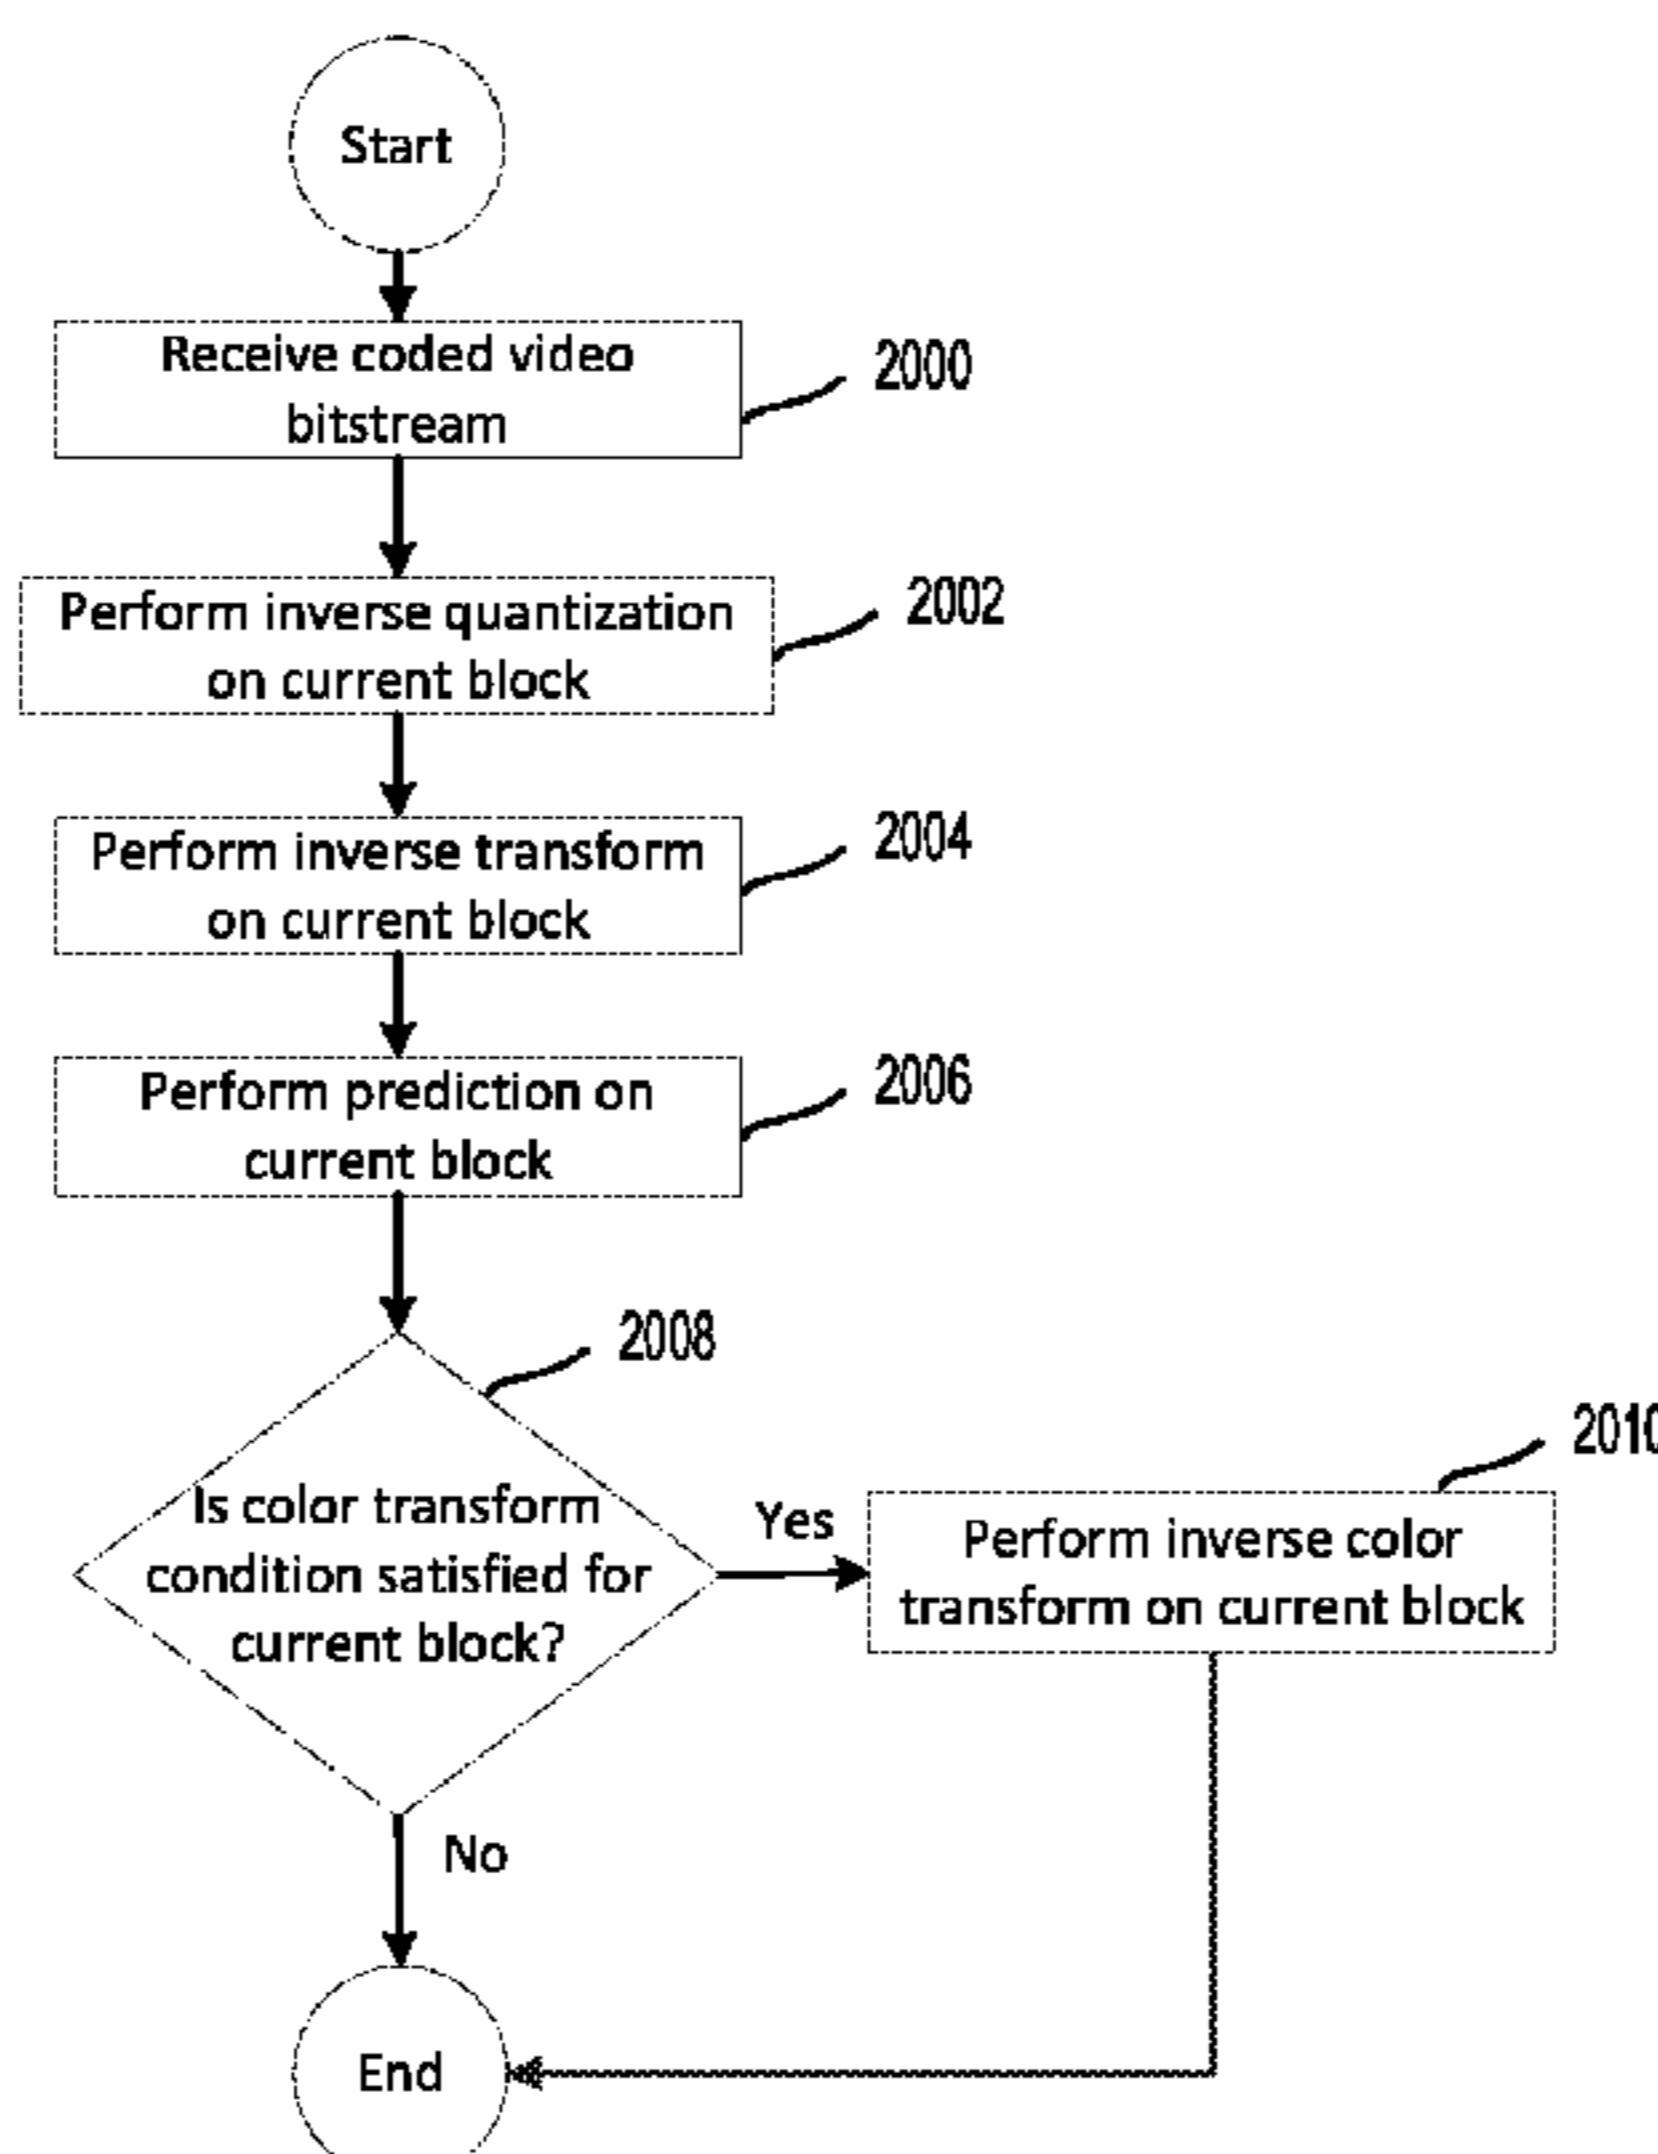 Start
Receive coded video
bitstream
2000
Perform inverse quantization
on current block
2002
Perform inverse transform
on current block
2004
Perform prediction on
current block
2006
2008
Is color transform
condition satisfied for
current block?
Yes
2010
Perform inverse color
transform on current block
No
End